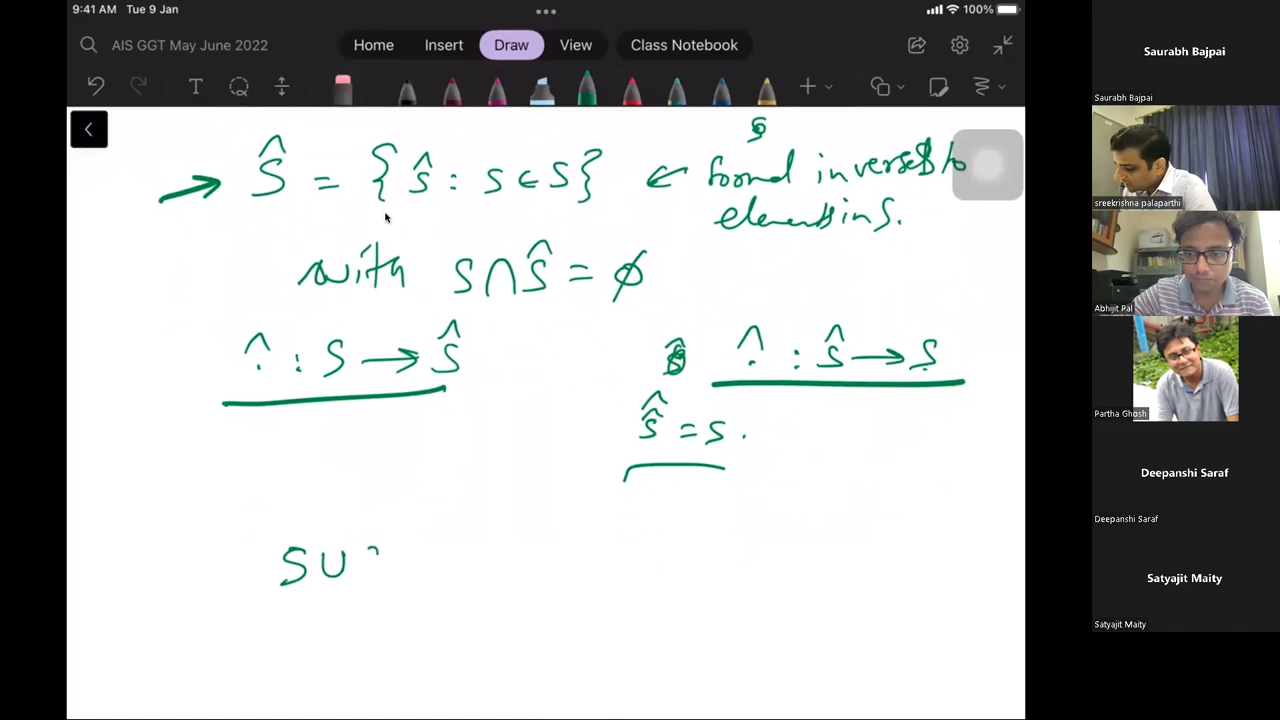 9:41 AM Tue 9 Jan
100%
AIS GGT May June 2022
Home Insert Draw View Class Notebook
Ŝ = { ŝ : s ∈ S } ← formal inverses to
elements in S.
with S ∩ Ŝ = ∅
^ : S → Ŝ
^ : Ŝ → S
ŝ̂ = s .
S ∪
Saurabh Bajpai
Saurabh Bajpai
sreekrishna palaparthi
Abhijit Pal
Partha Ghosh
Deepanshi Saraf
Deepanshi Saraf
Satyajit Maity
Satyajit Maity